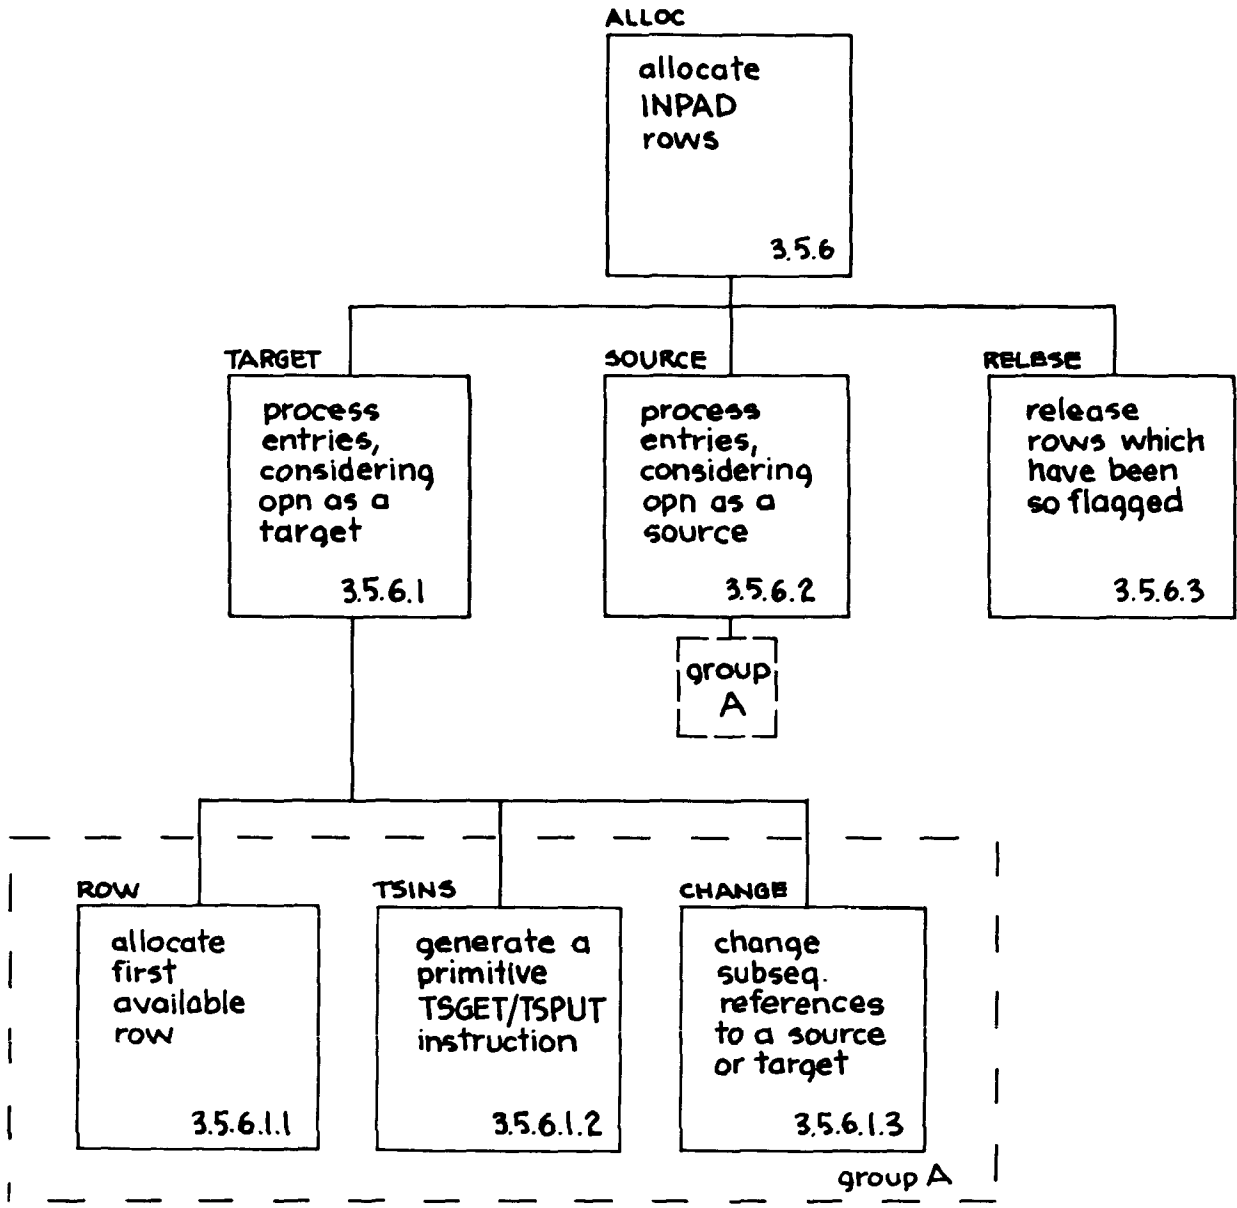 ALLOC
allocate
INPAD
rows
3.5.6
TARGET
process
entries,
considering
opn as a
target
3.5.6.1
SOURCE
process
entries,
considering
opn as a
source
3.5.6.2
group
A
RELESE
release
rows which
have been
so flagged
3.5.6.3
ROW
allocate
first
available
row
3.5.6.1.1
TSINS
generate a
primitive
TSGET/TSPUT
instruction
3.5.6.1.2
CHANGE
change
subseq.
references
to a source
or target
3.5.6.1.3
group A